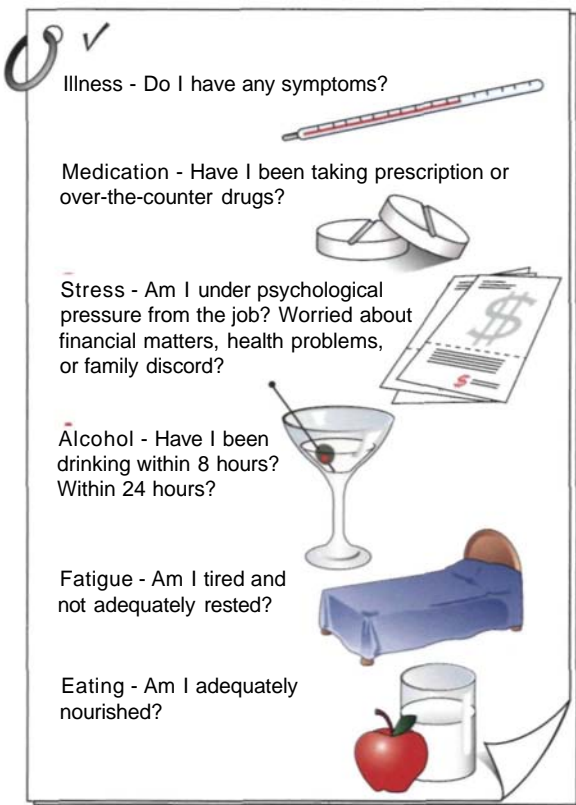 Illness - Do I have any symptoms?
Medication - Have I been taking prescription or
over-the-counter drugs?
Stress - Am I under psychological
pressure from the job? Worried about
financial matters, health problems,
or family discord?
$
$
Alcohol - Have I been
drinking within 8 hours?
Within 24 hours?
Fatigue - Am I tired and
not adequately rested?
Eating - Am I adequately
nourished?